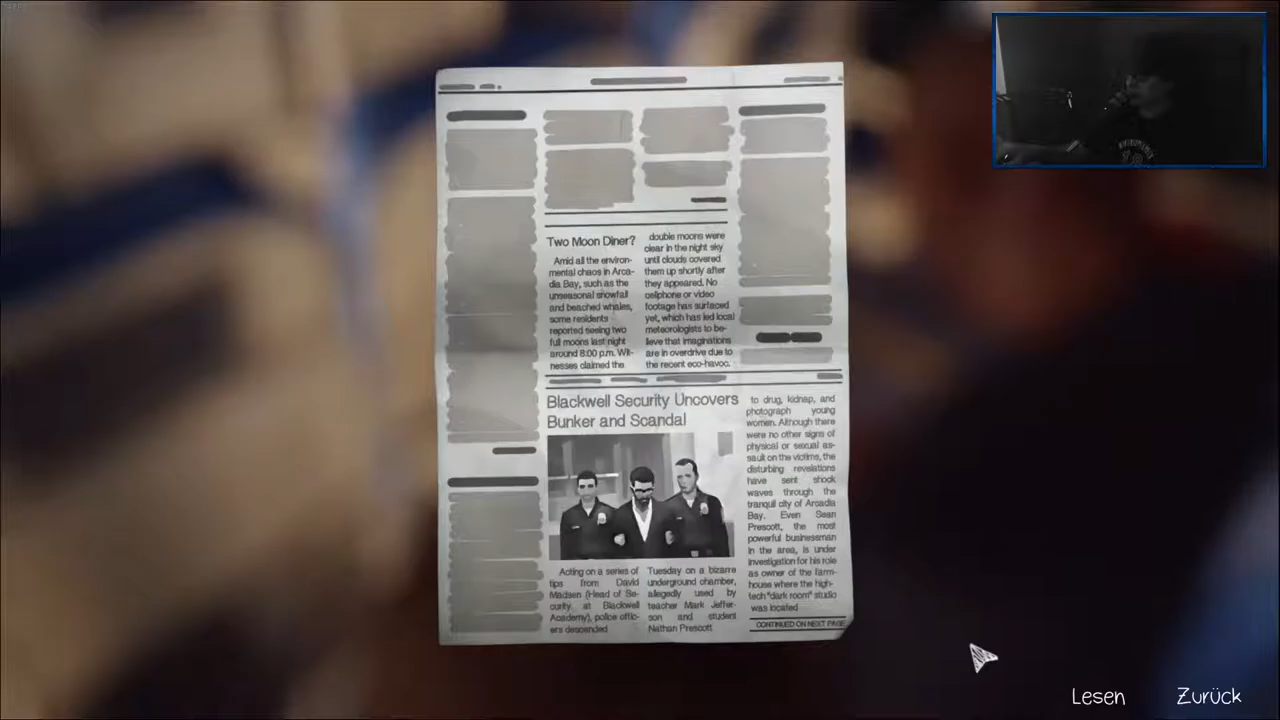 Two Moon Diner?
Amid all the environ-
mental chaos in Arca-
dia Bay, such as the
unseasonal snowfall
and beached whales,
some residents
reported seeing two
full moons last night
around 8:00 p.m. Wit-
nesses claimed the
double moons were
clear in the night sky
until clouds covered
them up shortly after
they appeared. No
cellphone or video
footage has surfaced
yet, which has led local
meteorologists to be-
lieve that imaginations
are in overdrive due to
the recent eco-havoc.
Blackwell Security Uncovers
Bunker and Scandal
Acting on a series of
tips from David
Madsen (Head of Se-
curity at Blackwell
Academy), police offic-
ers descended
Tuesday on a bizarre
underground chamber,
allegedly used by
teacher Mark Jeffer-
son and student
Nathan Prescott
to drug, kidnap, and
photograph young
women. Although there
were no other signs of
physical or sexual as-
sault on the victims, the
disturbing revelations
have sent shock
waves through the
tranquil city of Arcadia
Bay. Even Sean
Prescott, the most
powerful businessman
in the area, is under
investigation for his role
as owner of the farm-
house where the high-
tech "dark room" studio
was located
CONTINUED ON NEXT PAGE
Lesen
Zurück